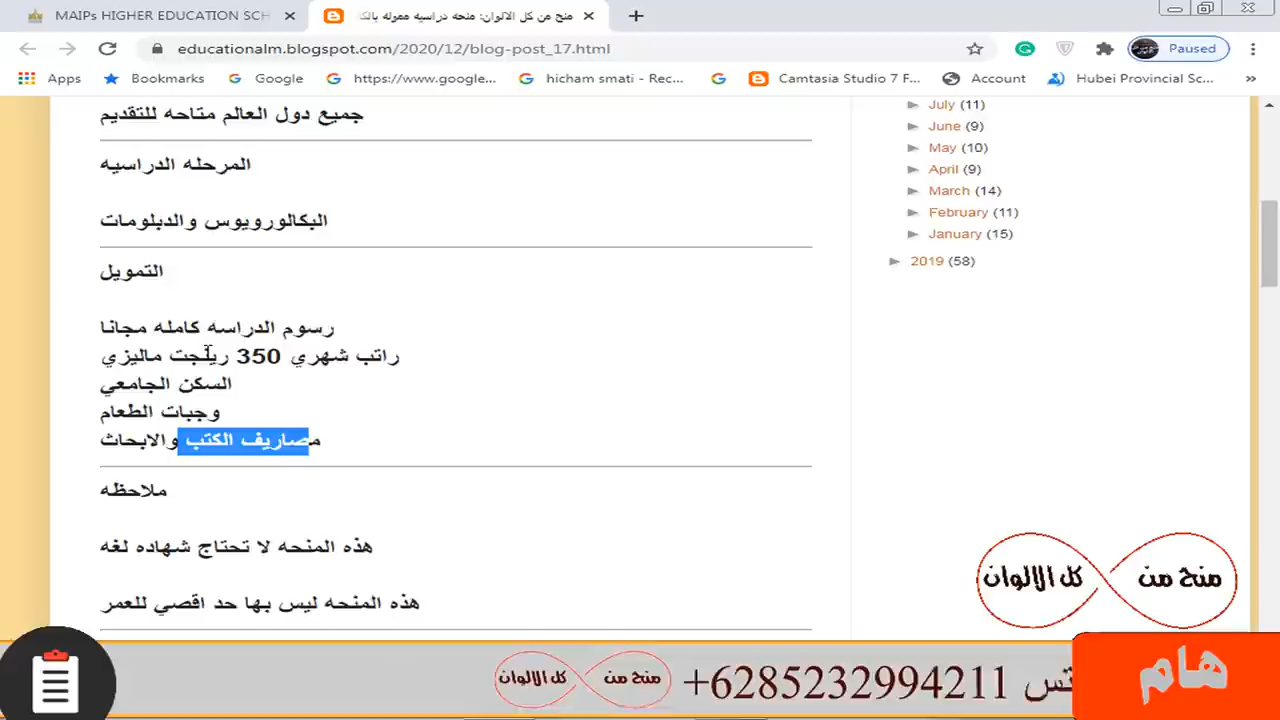 MAIPs HIGHER EDUCATION SCH
منح من كل الالوان: منحه دراسيه ممولة بالك
educationalm.blogspot.com/2020/12/blog-post_17.html
Paused
Apps
Bookmarks
Google
https://www.google...
hicham smati - Rec...
Camtasia Studio 7 F...
Account
Hubei Provincial Sc...
»
جميع دول العالم متاحه للتقديم
المرحله الدراسيه
البكالورويوس والدبلومات
التمويل
رسوم الدراسه كامله مجانا
راتب شهري 350 رينجت ماليزي
السكن الجامعي
وجبات الطعام
مصاريف الكتب والابحاث
ملاحظه
هذه المنحه لا تحتاج شهاده لغه
هذه المنحه ليس بها حد اقصي للعمر
July (11)
June (9)
May (10)
April (9)
March (14)
February (11)
January (15)
2019 (58)
منح من كل الالوان
منح من كل الالوان
تس +6285232994211
هام